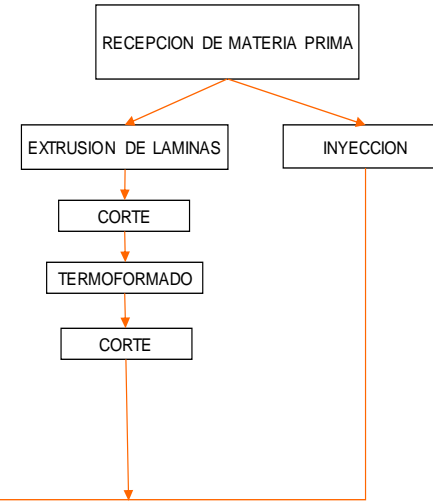 RECEPCION DE MATERIA PRIMA
EXTRUSION DE LAMINAS
INYECCION
CORTE
TERMOFORMADO
CORTE